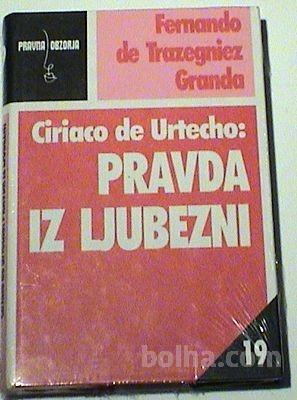 PRAVNA OBZORJA
Fernando
de Trazegniez
Granda
Ciriaco de Urtecho:
PRAVDA
IZ LJUBEZNI
19
bolha.com